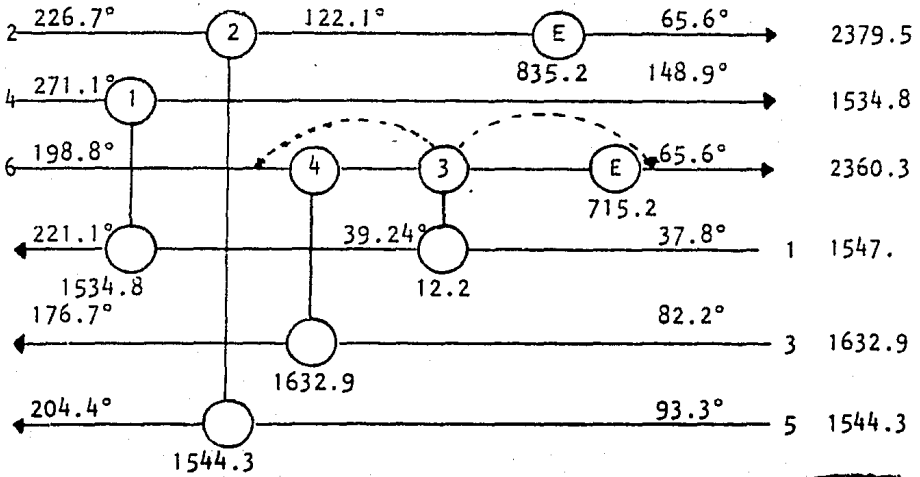 2 226.7° 2 122.1° E 65.6° 2379.5
835.2
4 271.1° 1 148.9° 1534.8
6 198.8° 4 3 E 65.6° 2360.3
715.2
221.1° 39.24° 37.8° 1 1547.
1534.8 12.2
176.7° 82.2° 3 1632.9
1632.9
204.4° 93.3° 5 1544.3
1544.3